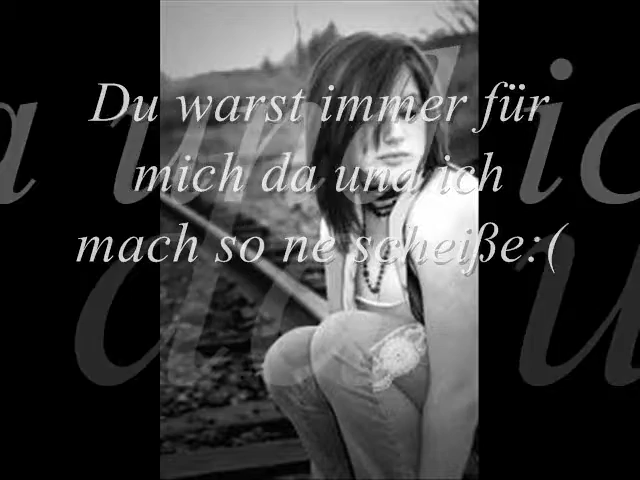 Du warst immer für
mich da und ich
mach so ne scheiße:(